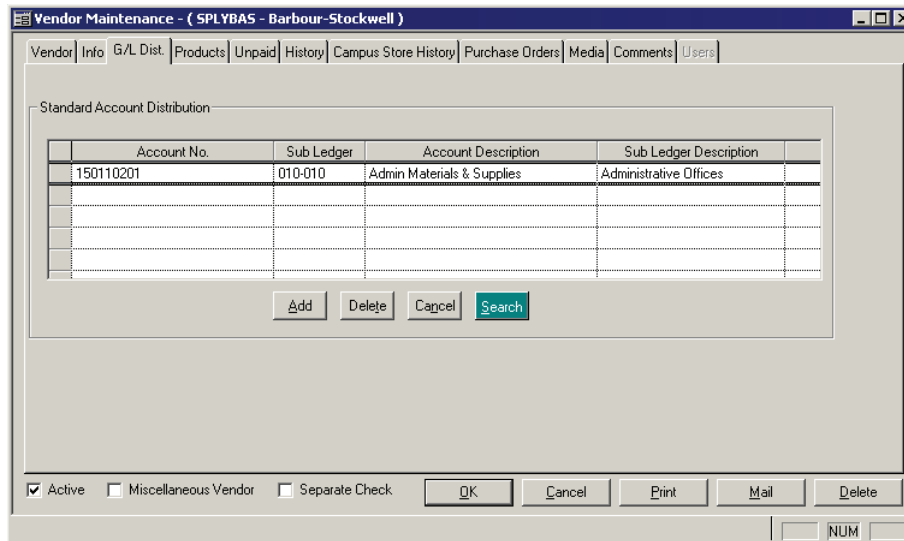 Vendor Maintenance - ( SPLYBAS - Barbour-Stockwell )
Vendor Info G/L Dist. Products Unpaid History Campus Store History Purchase Orders Media Comments Users
Standard Account Distribution
Account No. Sub Ledger Account Description Sub Ledger Description
150110201 010-010 Admin Materials & Supplies Administrative Offices
Add Delete Cancel Search
Active Miscellaneous Vendor Separate Check OK Cancel Print Mail Delete
NUM